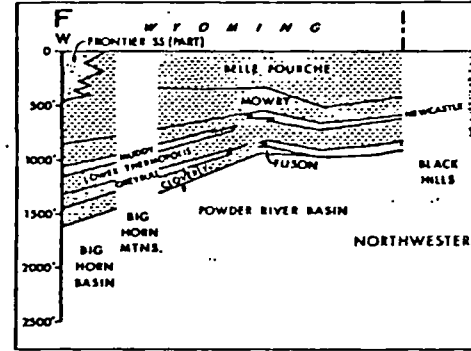 F
W Y O M I N G
W
FRONTIER SS (PART)
0
BELLE FOURCHE
500'
MOWRY
NEWCASTLE
MUDDY
LOWER THERMOPOLIS
1000'
GREYBULL
CLOVERLY
FUSON
BLACK
HILLS
1500'
BIG
HORN
MTNS.
POWDER RIVER BASIN
NORTHWESTER
2000'
BIG
HORN
BASIN
2500'